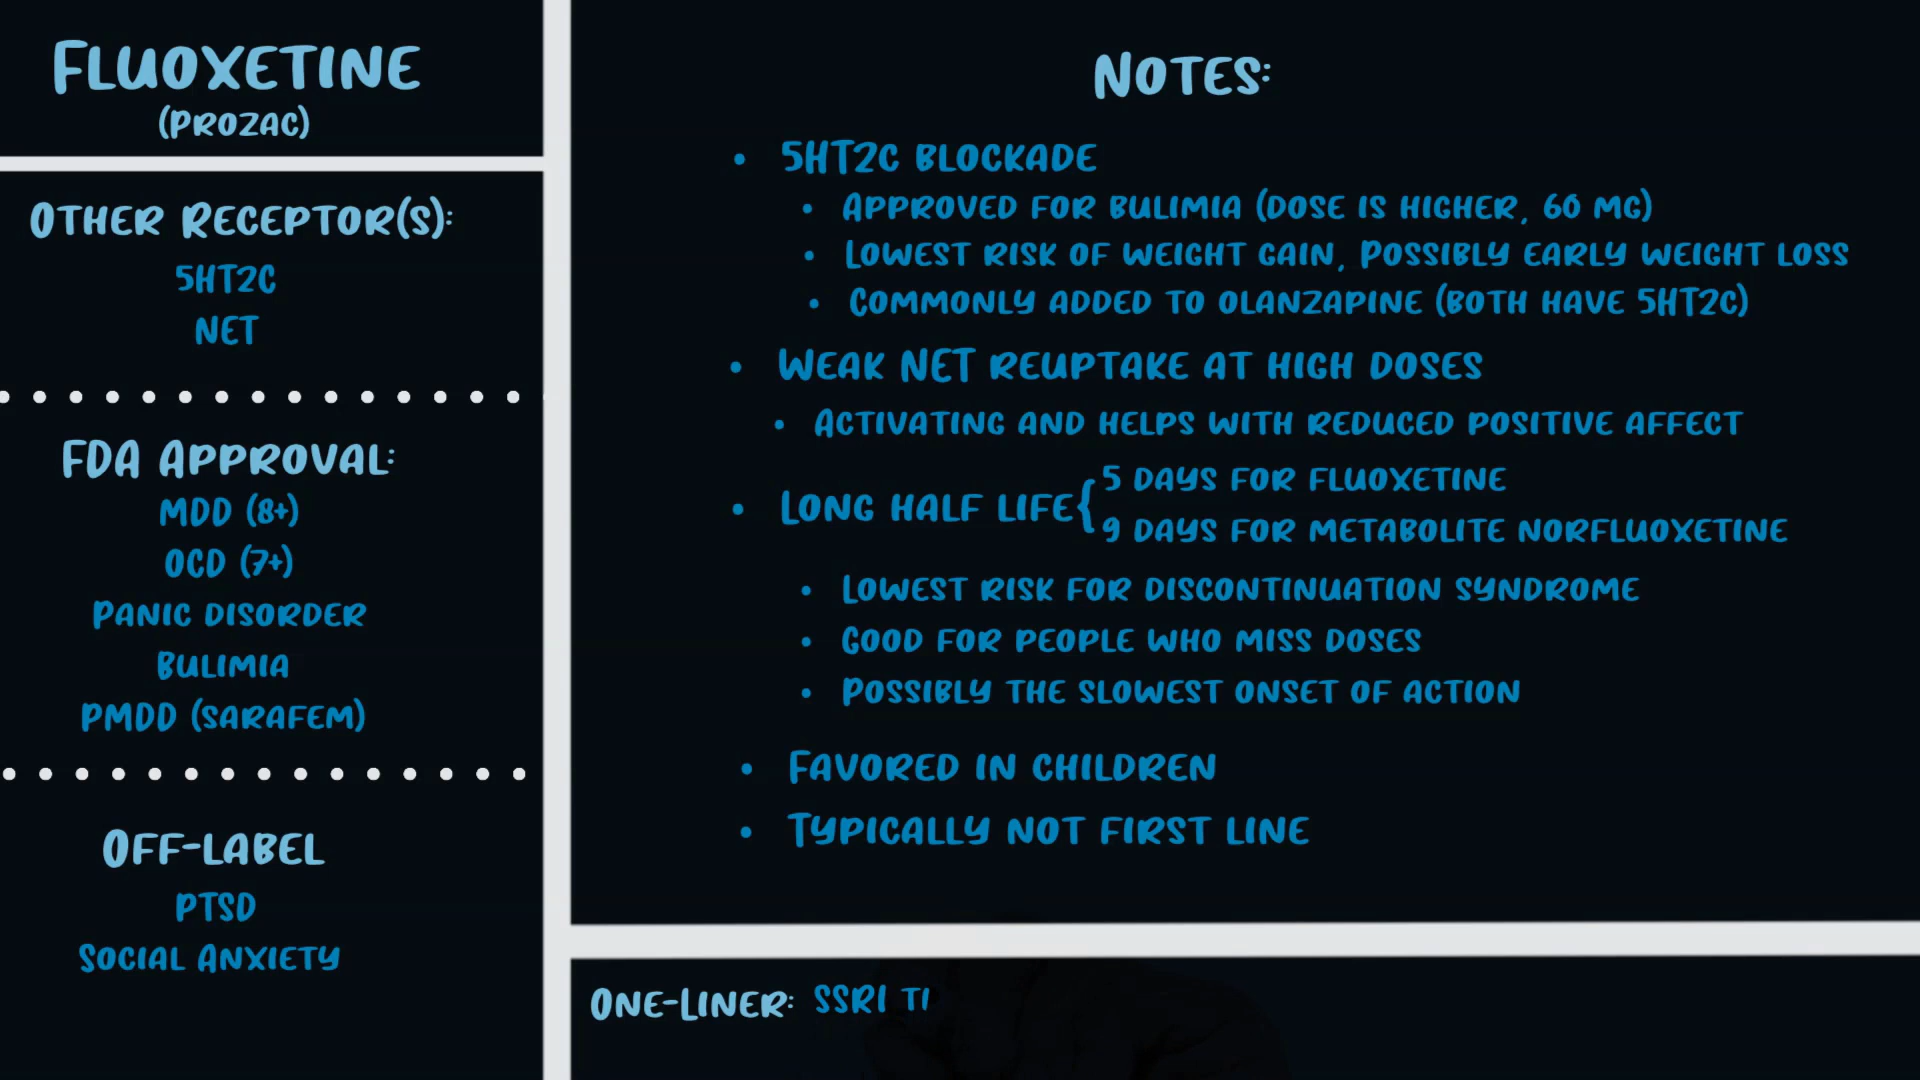 Fluoxetine
(Prozac)
Other Receptor(s):
5HT2C
NET
FDA Approval:
MDD (8+)
OCD (7+)
Panic disorder
Bulimia
PMDD (Sarafem)
Off-label
PTSD
Social Anxiety
Notes:
• 5HT2C blockade
• Approved for bulimia (dose is higher, 60 mg)
• Lowest risk of weight gain, Possibly early weight loss
• Commonly added to olanzapine (both have 5HT2C)
• Weak NET reuptake at high doses
• Activating and helps with reduced positive affect
• Long half life{
5 days for fluoxetine
9 days for metabolite norfluoxetine
• Lowest risk for discontinuation syndrome
• Good for people who miss doses
• Possibly the slowest onset of action
• Favored in children
• Typically not first line
One-Liner: SSRI TI